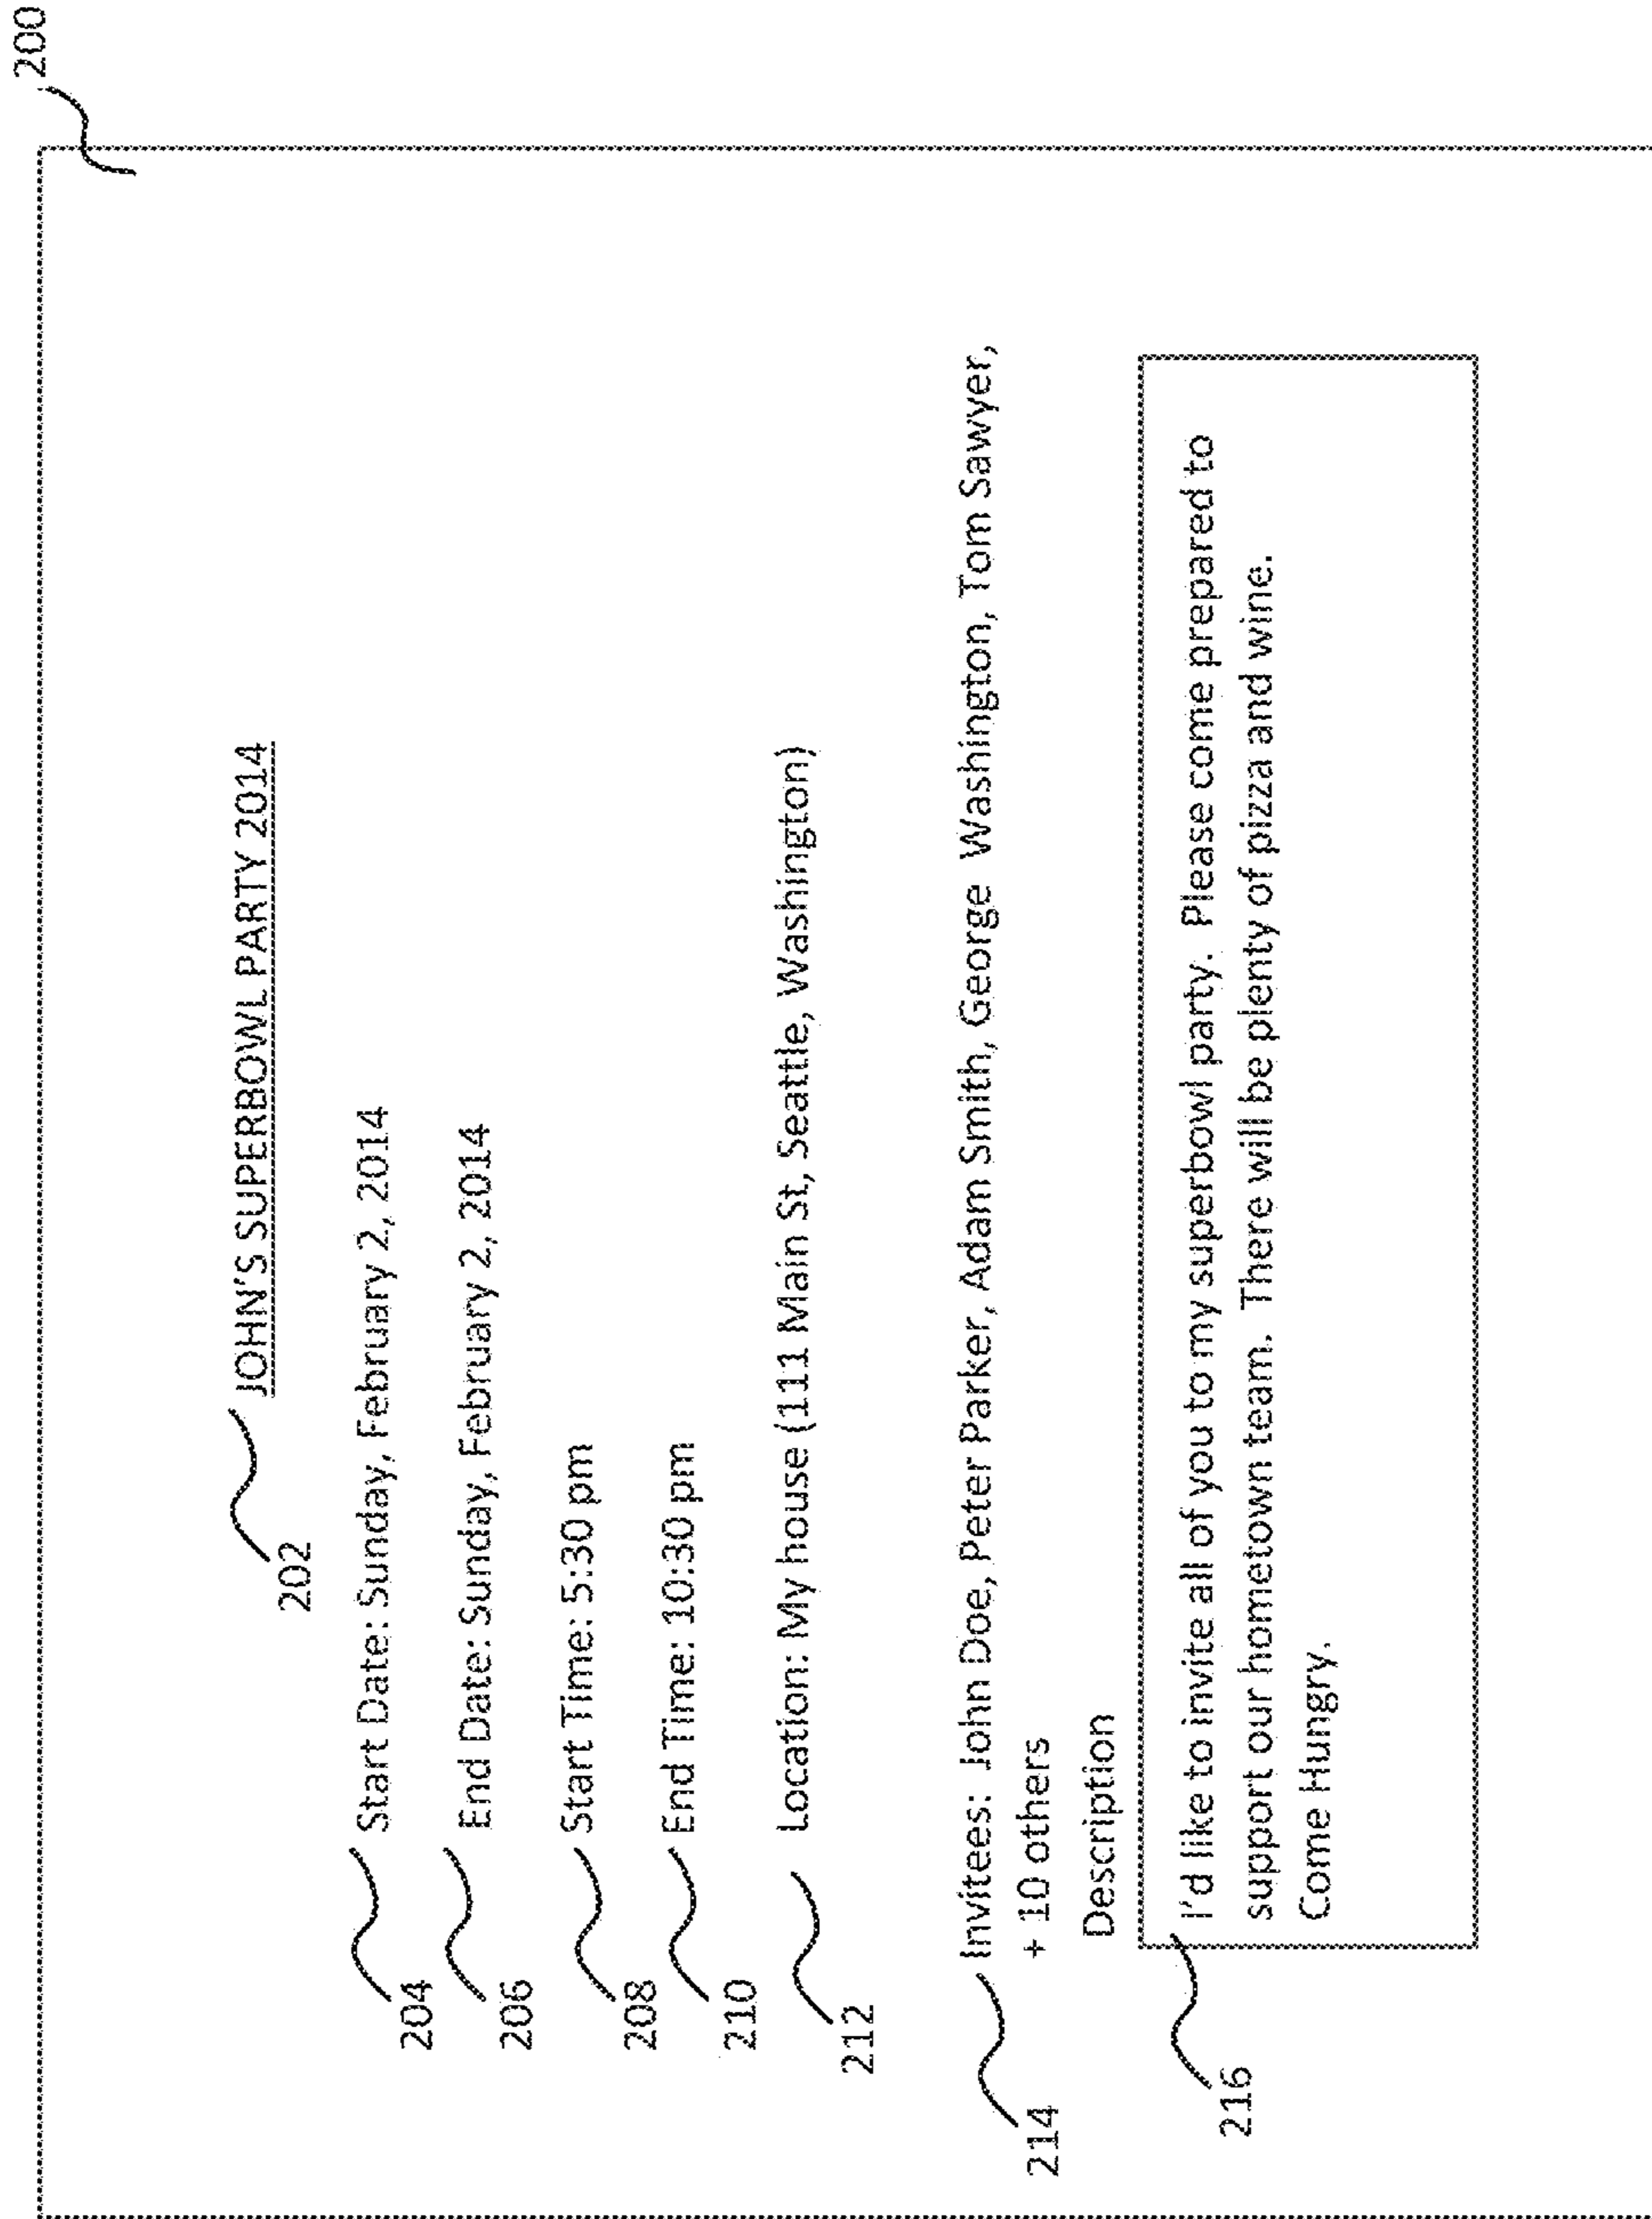 200
202 JOHN'S SUPERBOWL PARTY 2014
204 Start Date: Sunday, February 2, 2014
206 End Date: Sunday, February 2, 2014
208 Start Time: 5:30 pm
210 End Time: 10:30 pm
212 Location: My house (111 Main St, Seattle, Washington)
214 Invitees: John Doe, Peter Parker, Adam Smith, George Washington, Tom Sawyer,
+ 10 others
Description
216 I'd like to invite all of you to my superbowl party. Please come prepared to
support our hometown team. There will be plenty of pizza and wine.
Come Hungry.